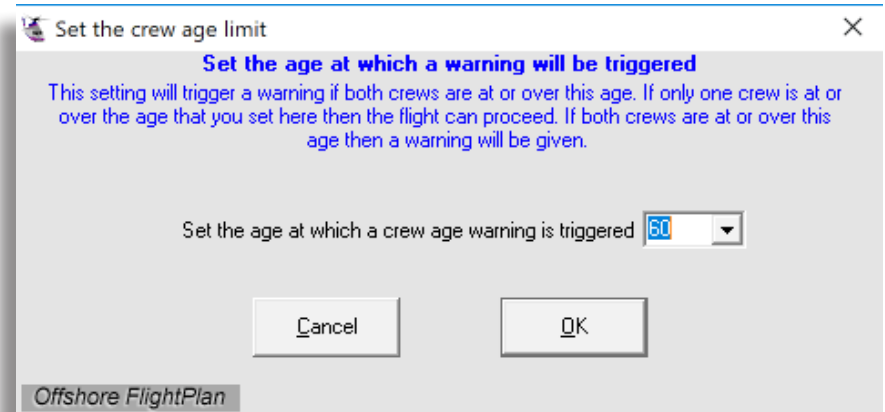 Set the crew age limit
Set the age at which a warning will be triggered
This setting will trigger a warning if both crews are at or over this age. If only one crew is at or
over the age that you set here then the flight can proceed. If both crews are at or over this
age then a warning will be given.
Set the age at which a crew age warning is triggered 60
Cancel OK
Offshore FlightPlan